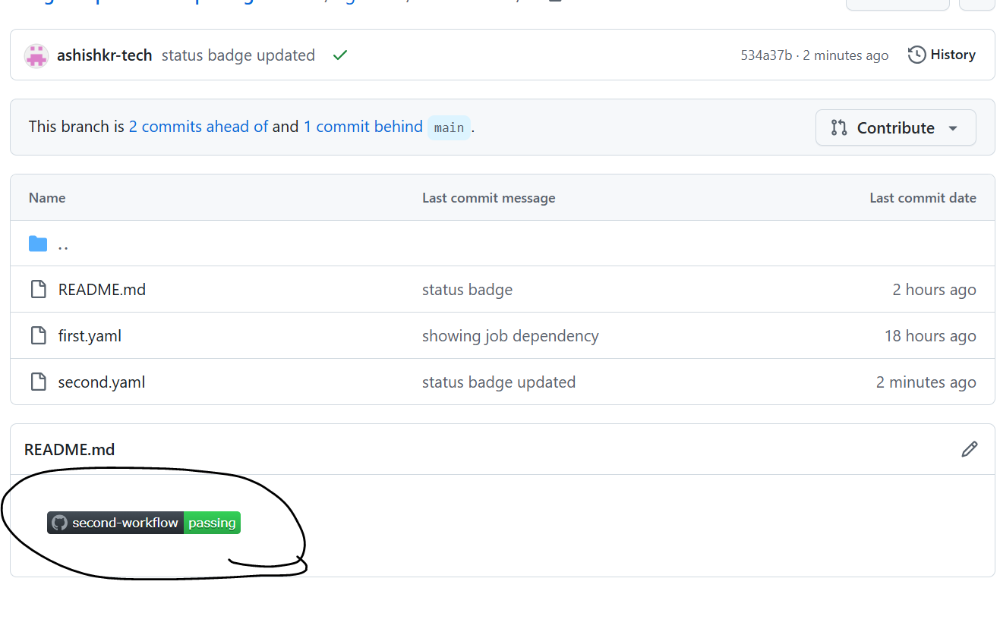 ashishkr-tech status badge updated 534a37b · 2 minutes ago History
This branch is 2 commits ahead of and 1 commit behind main .
Contribute
Name Last commit message Last commit date
..
README.md status badge 2 hours ago
first.yaml showing job dependency 18 hours ago
second.yaml status badge updated 2 minutes ago
README.md
second-workflow passing